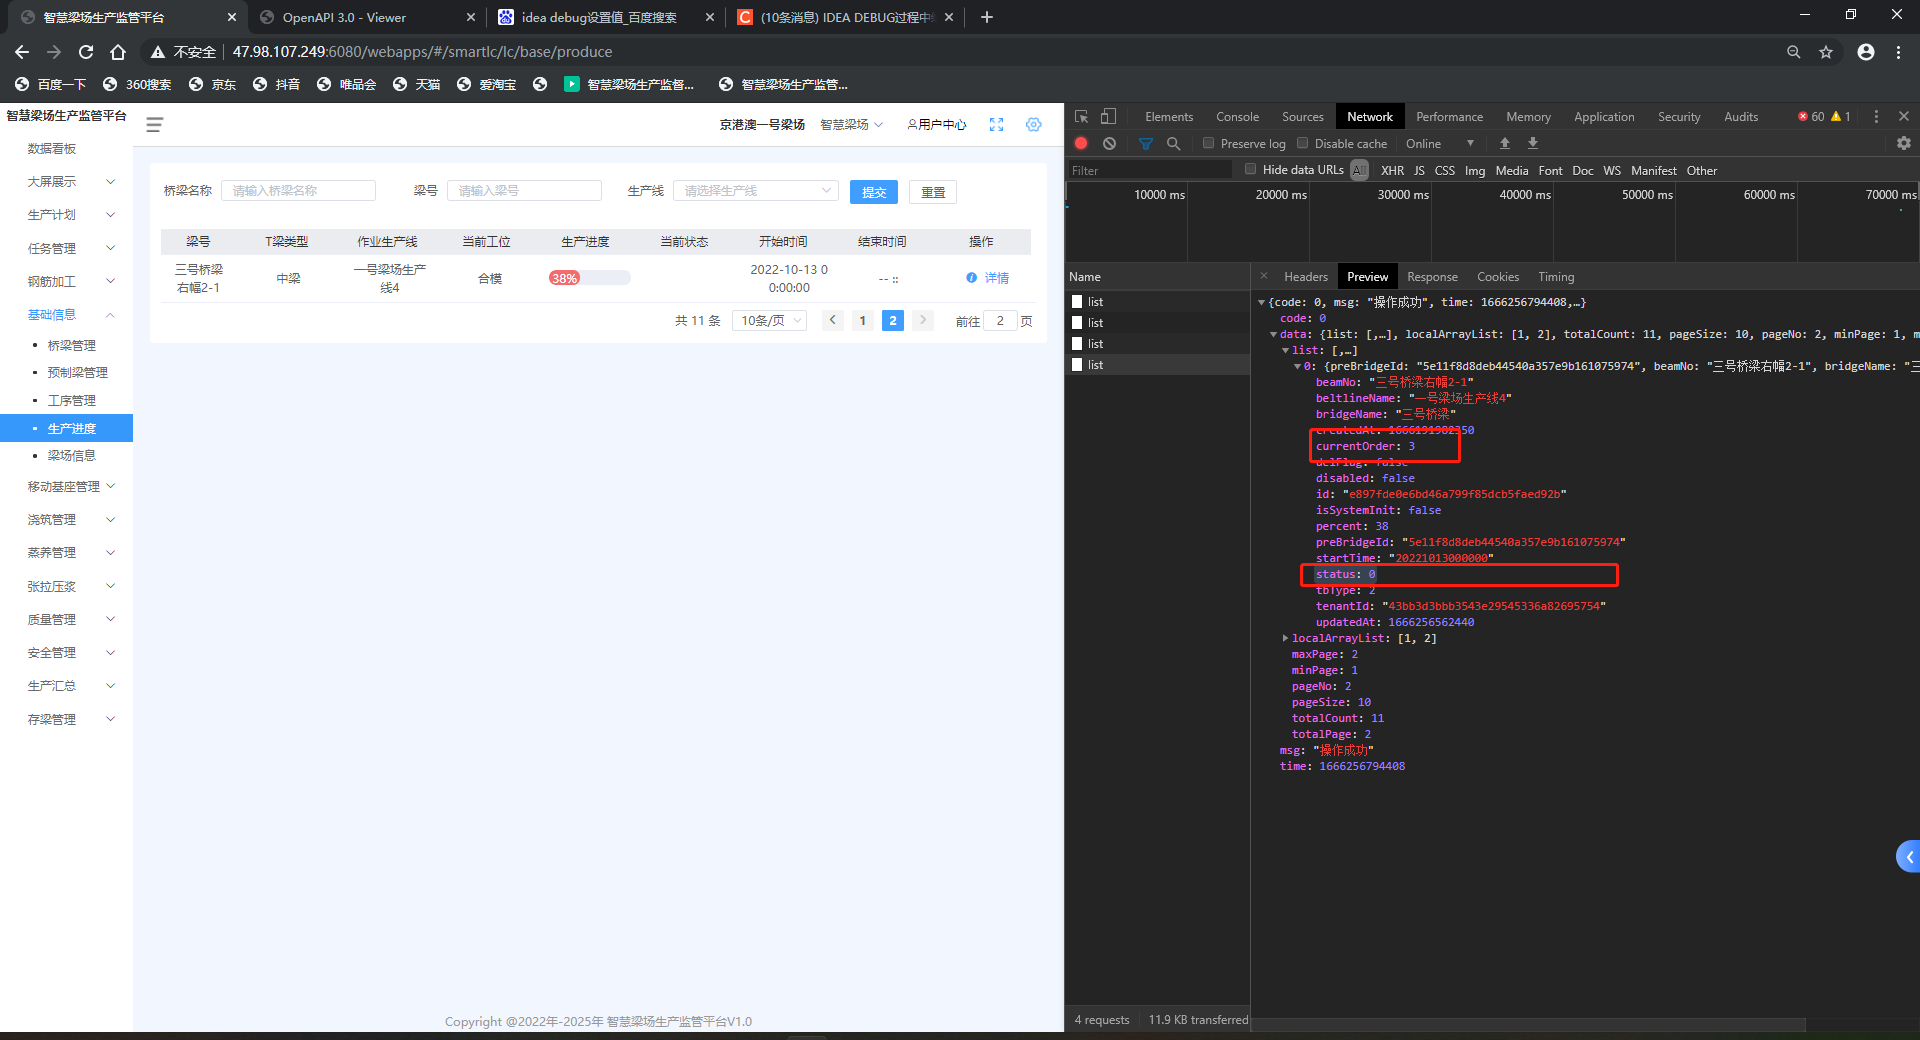 智慧梁场生产监管平台
OpenAPI 3.0 - Viewer
idea debug设置值_百度搜索
(10条消息) IDEA DEBUG过程中
不安全
47.98.107.249:6080/webapps/#/smartlc/lc/base/produce
百度一下
360搜索
京东
抖音
唯品会
天猫
爱淘宝
智慧梁场生产监督...
智慧梁场生产监管...
智慧梁场生产监管平台
京港澳一号梁场
智慧梁场
用户中心
数据看板
大屏展示
生产计划
任务管理
钢筋加工
基础信息
桥梁管理
预制梁管理
工序管理
生产进度
梁场信息
移动基座管理
浇筑管理
蒸养管理
张拉压浆
质量管理
安全管理
生产汇总
存梁管理
桥梁名称 请输入桥梁名称 梁号 请输入梁号 生产线 请选择生产线 提交 重置
梁号 T梁类型 作业生产线 当前工位 生产进度 当前状态 开始时间 结束时间 操作
三号桥梁
右幅2-1
中梁
一号梁场生产
线4
合模
38%
2022-10-13 0
0:00:00
-- ::
详情
共 11 条 10条/页 1 2 前往 2 页
Copyright @2022年-2025年 智慧梁场生产监管平台V1.0
Elements Console Sources Network Performance Memory Application Security Audits 60 1
Preserve log Disable cache Online
Filter Hide data URLs All XHR JS CSS Img Media Font Doc WS Manifest Other
10000 ms 20000 ms 30000 ms 40000 ms 50000 ms 60000 ms 70000 ms
Name
list
list
list
list
Headers Preview Response Cookies Timing
{code: 0, msg: "操作成功", time: 1666256794408,…}
code: 0
data: {list: [,…], localArrayList: [1, 2], totalCount: 11, pageSize: 10, pageNo: 2, minPage: 1, m
list: [,…]
0: {preBridgeId: "5e11f8d8deb44540a357e9b161075974", beamNo: "三号桥梁右幅2-1", bridgeName: "三
beamNo: "三号桥梁右幅2-1"
beltlineName: "一号梁场生产线4"
bridgeName: "三号桥梁"
createdAt: 1666191982350
currentOrder: 3
delFlag: false
disabled: false
id: "e897fde0e6bd46a799f85dcb5faed92b"
isSystemInit: false
percent: 38
preBridgeId: "5e11f8d8deb44540a357e9b161075974"
startTime: "20221013000000"
status: 0
tbType: 2
tenantId: "43bb3d3bbb3543e29545336a82695754"
updatedAt: 1666256562440
localArrayList: [1, 2]
maxPage: 2
minPage: 1
pageNo: 2
pageSize: 10
totalCount: 11
totalPage: 2
msg: "操作成功"
time: 1666256794408
4 requests 11.9 KB transferred